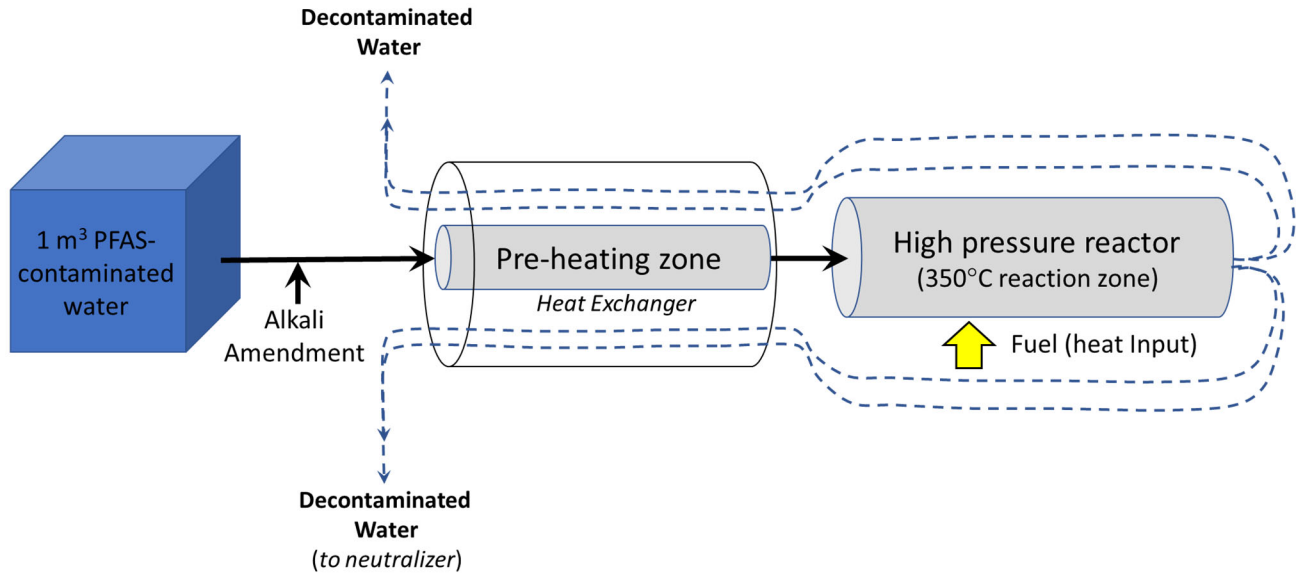 Decontaminated
Water
1 m³ PFAS-
contaminated
water
Alkali
Amendment
Pre-heating zone
Heat Exchanger
High pressure reactor
(350°C reaction zone)
Fuel (heat Input)
Decontaminated
Water
(to neutralizer)